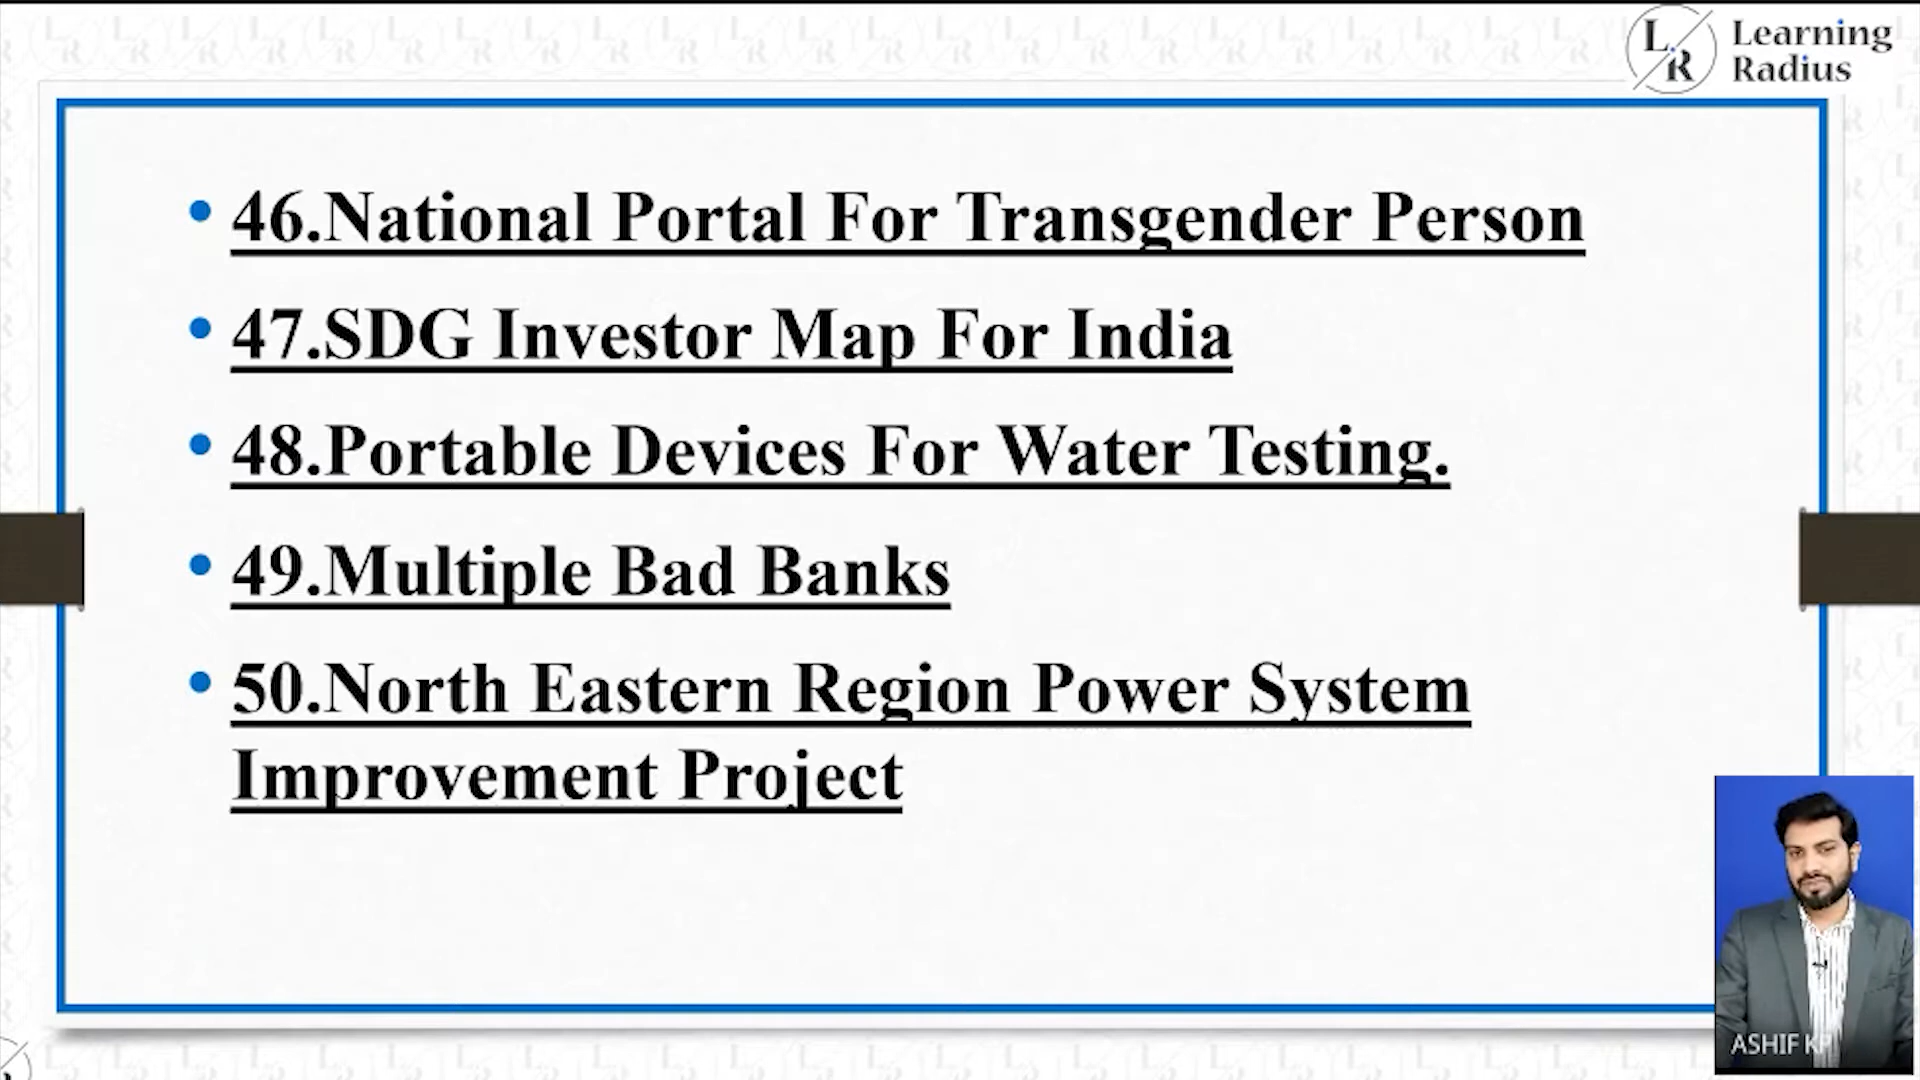 L R Learning
Radius
• 46.National Portal For Transgender Person
• 47.SDG Investor Map For India
• 48.Portable Devices For Water Testing.
• 49.Multiple Bad Banks
• 50.North Eastern Region Power System
Improvement Project
ASHIF KP